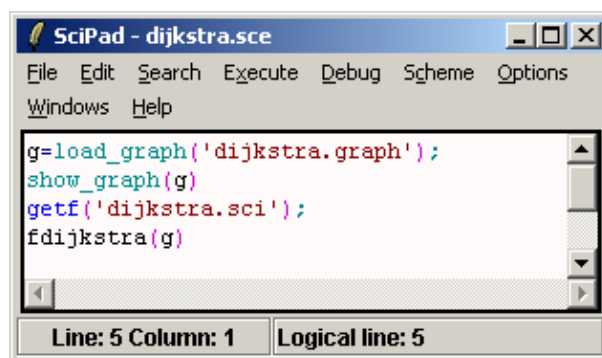 SciPad - dijkstra.sce
File Edit Search Execute Debug Scheme Options
Windows Help
g=load_graph('dijkstra.graph');
show_graph(g)
getf('dijkstra.sci');
fdijkstra(g)
Line: 5 Column: 1 Logical line: 5